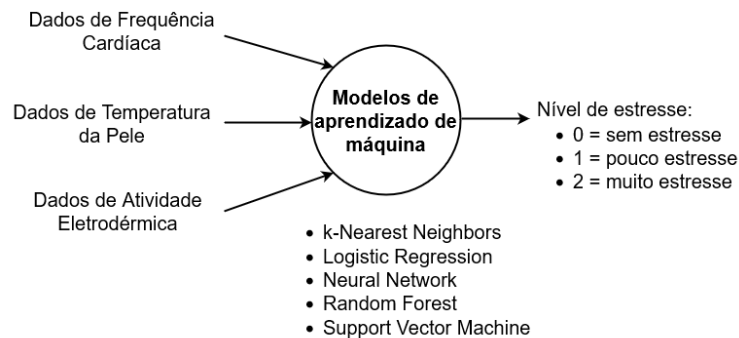 Dados de Frequência
Cardíaca
Dados de Temperatura
da Pele
Dados de Atividade
Eletrodérmica
Modelos de
aprendizado de
máquina
• k-Nearest Neighbors
• Logistic Regression
• Neural Network
• Random Forest
• Support Vector Machine
Nível de estresse:
• 0 = sem estresse
• 1 = pouco estresse
• 2 = muito estresse